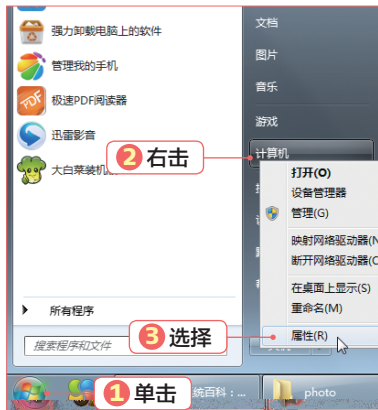 强力卸载电脑上的软件
管理我的手机
极速PDF阅读器
迅雷影音
大白菜装机
所有程序
搜索程序和文件
文档
图片
音乐
游戏
计算机
② 右击
打开(O)
设备管理器
管理(G)
映射网络驱动器(N
断开网络驱动器(C
在桌面上显示(S)
重命名(M)
属性(R)
③ 选择
① 单击
统百科：...
photo